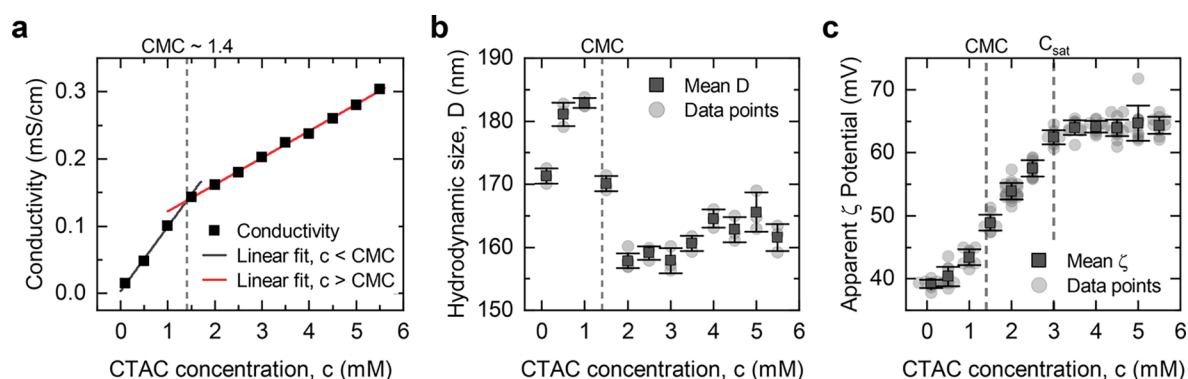 a
CMC ~ 1.4
Conductivity (mS/cm)
0.3
0.2
0.1
0.0
Conductivity
Linear fit, c < CMC
Linear fit, c > CMC
0 1 2 3 4 5 6
CTAC concentration, c (mM)
b
CMC
Hydrodynamic size, D (nm)
190
180
170
160
150
Mean D
Data points
0 1 2 3 4 5 6
CTAC concentration, c (mM)
c
CMC
Csat
Apparent ζ Potential (mV)
70
60
50
40
Mean ζ
Data points
0 1 2 3 4 5 6
CTAC concentration, c (mM)